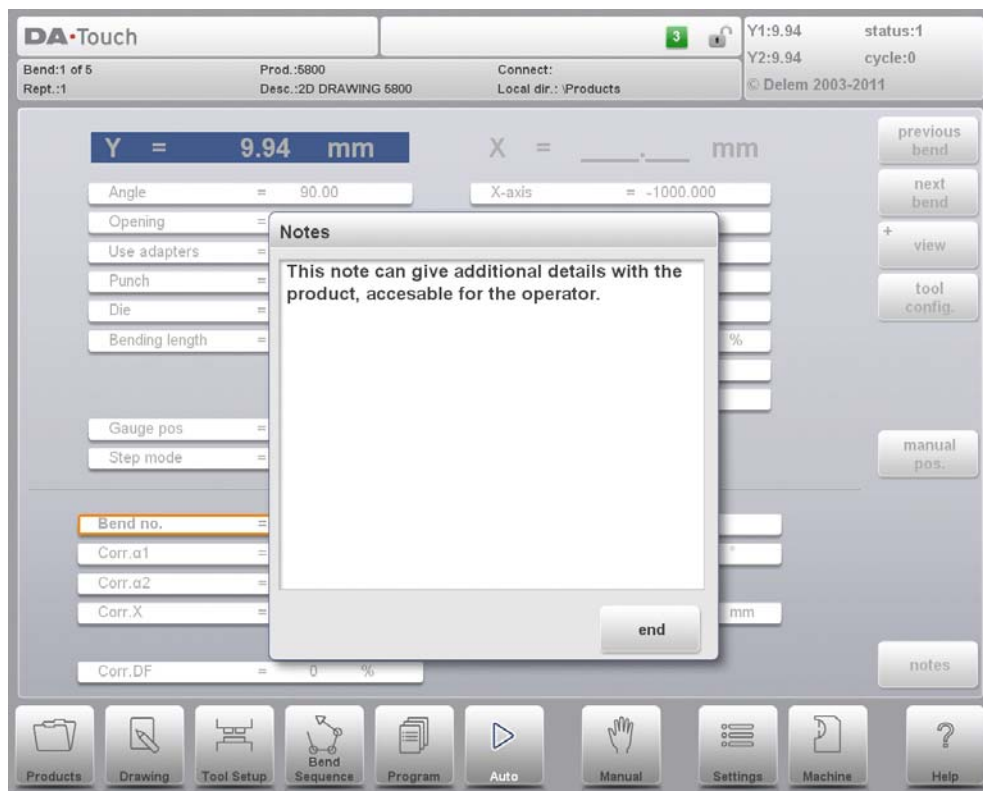 DA·Touch
3
Y1:9.94 status:1
Y2:9.94 cycle:0
© Delem 2003-2011
Bend:1 of 5 Prod.:5800 Connect:
Rept.:1 Desc.:2D DRAWING 5800 Local dir.: \Products
Y = 9.94 mm X = ___.__ mm
Angle = 90.00 X-axis = -1000.000
Opening =
Use adapters =
Punch =
Die =
Bending length = %
Gauge pos =
Step mode =
Bend no. =
Corr.α1 = °
Corr.α2 =
Corr.X = mm
Corr.DF = 0 %
Notes
This note can give additional details with the
product, accesable for the operator.
end
previous
bend
next
bend
+
view
tool
config.
manual
pos.
notes
Products
Drawing
Tool Setup
Bend
Sequence
Program
Auto
Manual
Settings
Machine
?
Help